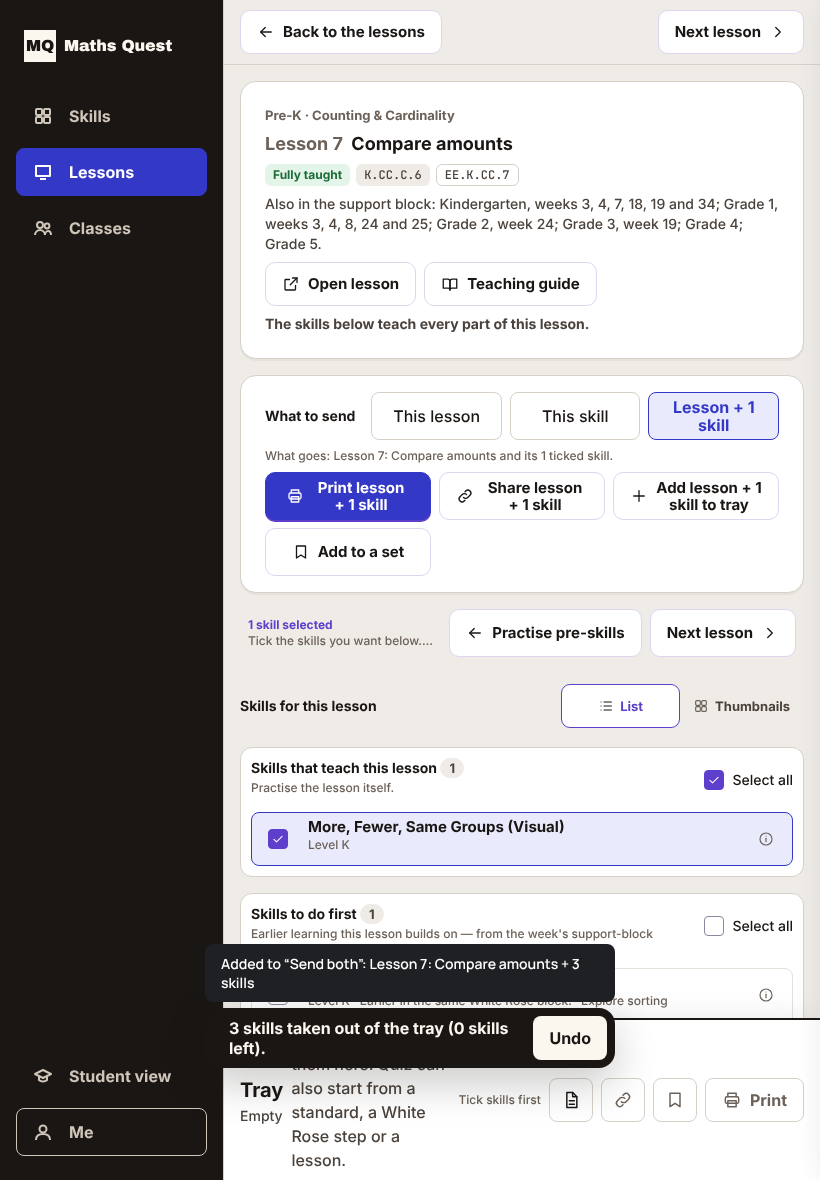 MQ Maths Quest
Skills
Lessons
Classes
Student view
Me
Back to the lessons
Next lesson
Pre-K · Counting & Cardinality
Lesson 7 Compare amounts
Fully taught K.CC.C.6 EE.K.CC.7
Also in the support block: Kindergarten, weeks 3, 4, 7, 18, 19 and 34; Grade 1,
weeks 3, 4, 8, 24 and 25; Grade 2, week 24; Grade 3, week 19; Grade 4;
Grade 5.
Open lesson
Teaching guide
The skills below teach every part of this lesson.
What to send
This lesson
This skill
Lesson + 1
skill
What goes: Lesson 7: Compare amounts and its 1 ticked skill.
Print lesson
+ 1 skill
Share lesson
+ 1 skill
Add lesson + 1
skill to tray
Add to a set
1 skill selected
Tick the skills you want below....
Practise pre-skills
Next lesson
Skills for this lesson
List
Thumbnails
Skills that teach this lesson 1
Practise the lesson itself.
Select all
More, Fewer, Same Groups (Visual)
Level K
Skills to do first 1
Earlier learning this lesson builds on — from the week's support-block
Select all
Added to “Send both”: Lesson 7: Compare amounts + 3
skills
Level K · Earlier in the same White Rose block: Explore sorting
3 skills taken out of the tray (0 skills
left).
Undo
Tray
Empty
also start from a
standard, a White
Rose step or a
lesson.
Tick skills first
Print